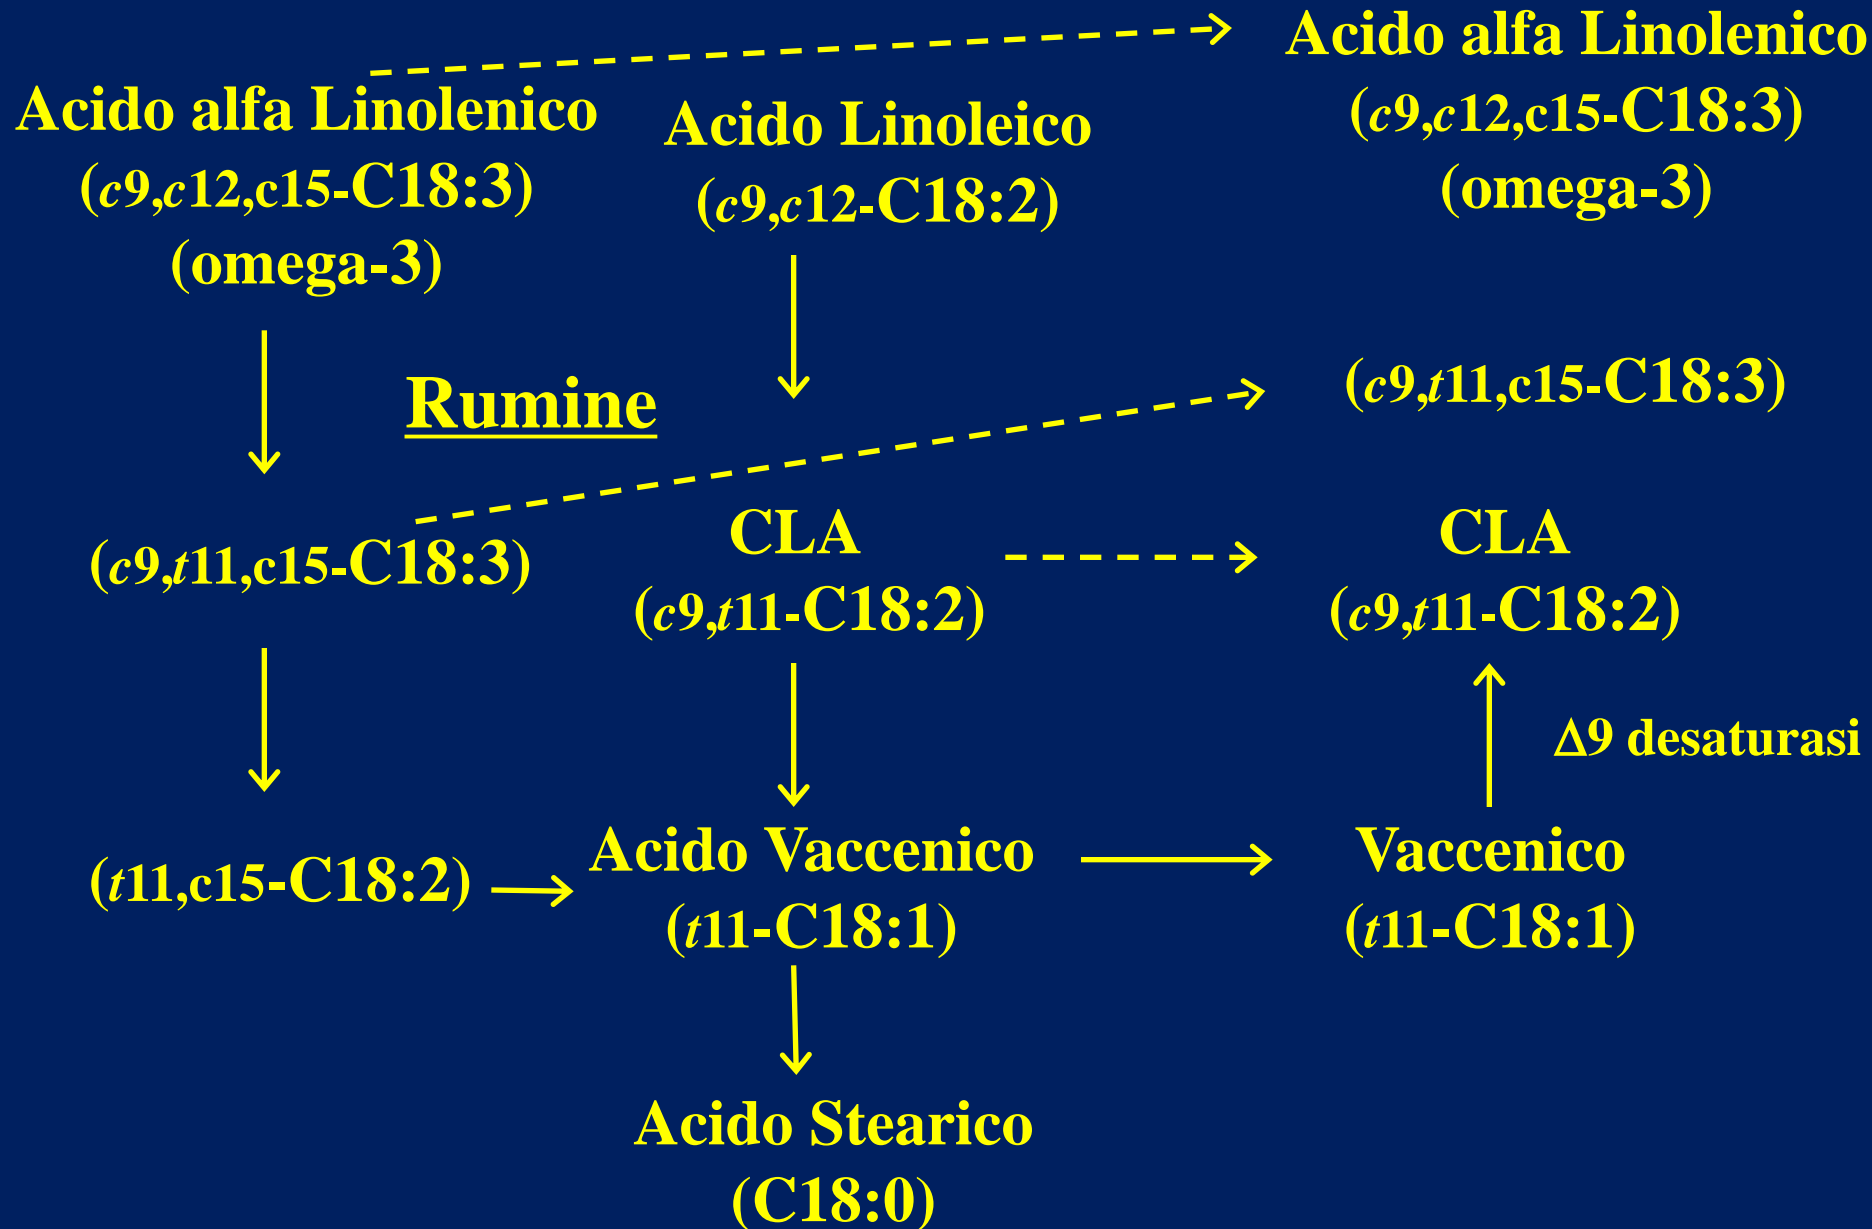 Acido alfa Linolenico
(c9,c12,c15-C18:3)
(omega-3)
Acido Linoleico
(c9,c12-C18:2)
Acido alfa Linolenico
(c9,c12,c15-C18:3)
(omega-3)
Rumine
(c9,t11,c15-C18:3)
(c9,t11,c15-C18:3)
CLA
(c9,t11-C18:2)
CLA
(c9,t11-C18:2)
Δ9 desaturasi
(t11,c15-C18:2)
Acido Vaccenico
(t11-C18:1)
Vaccenico
(t11-C18:1)
Acido Stearico
(C18:0)